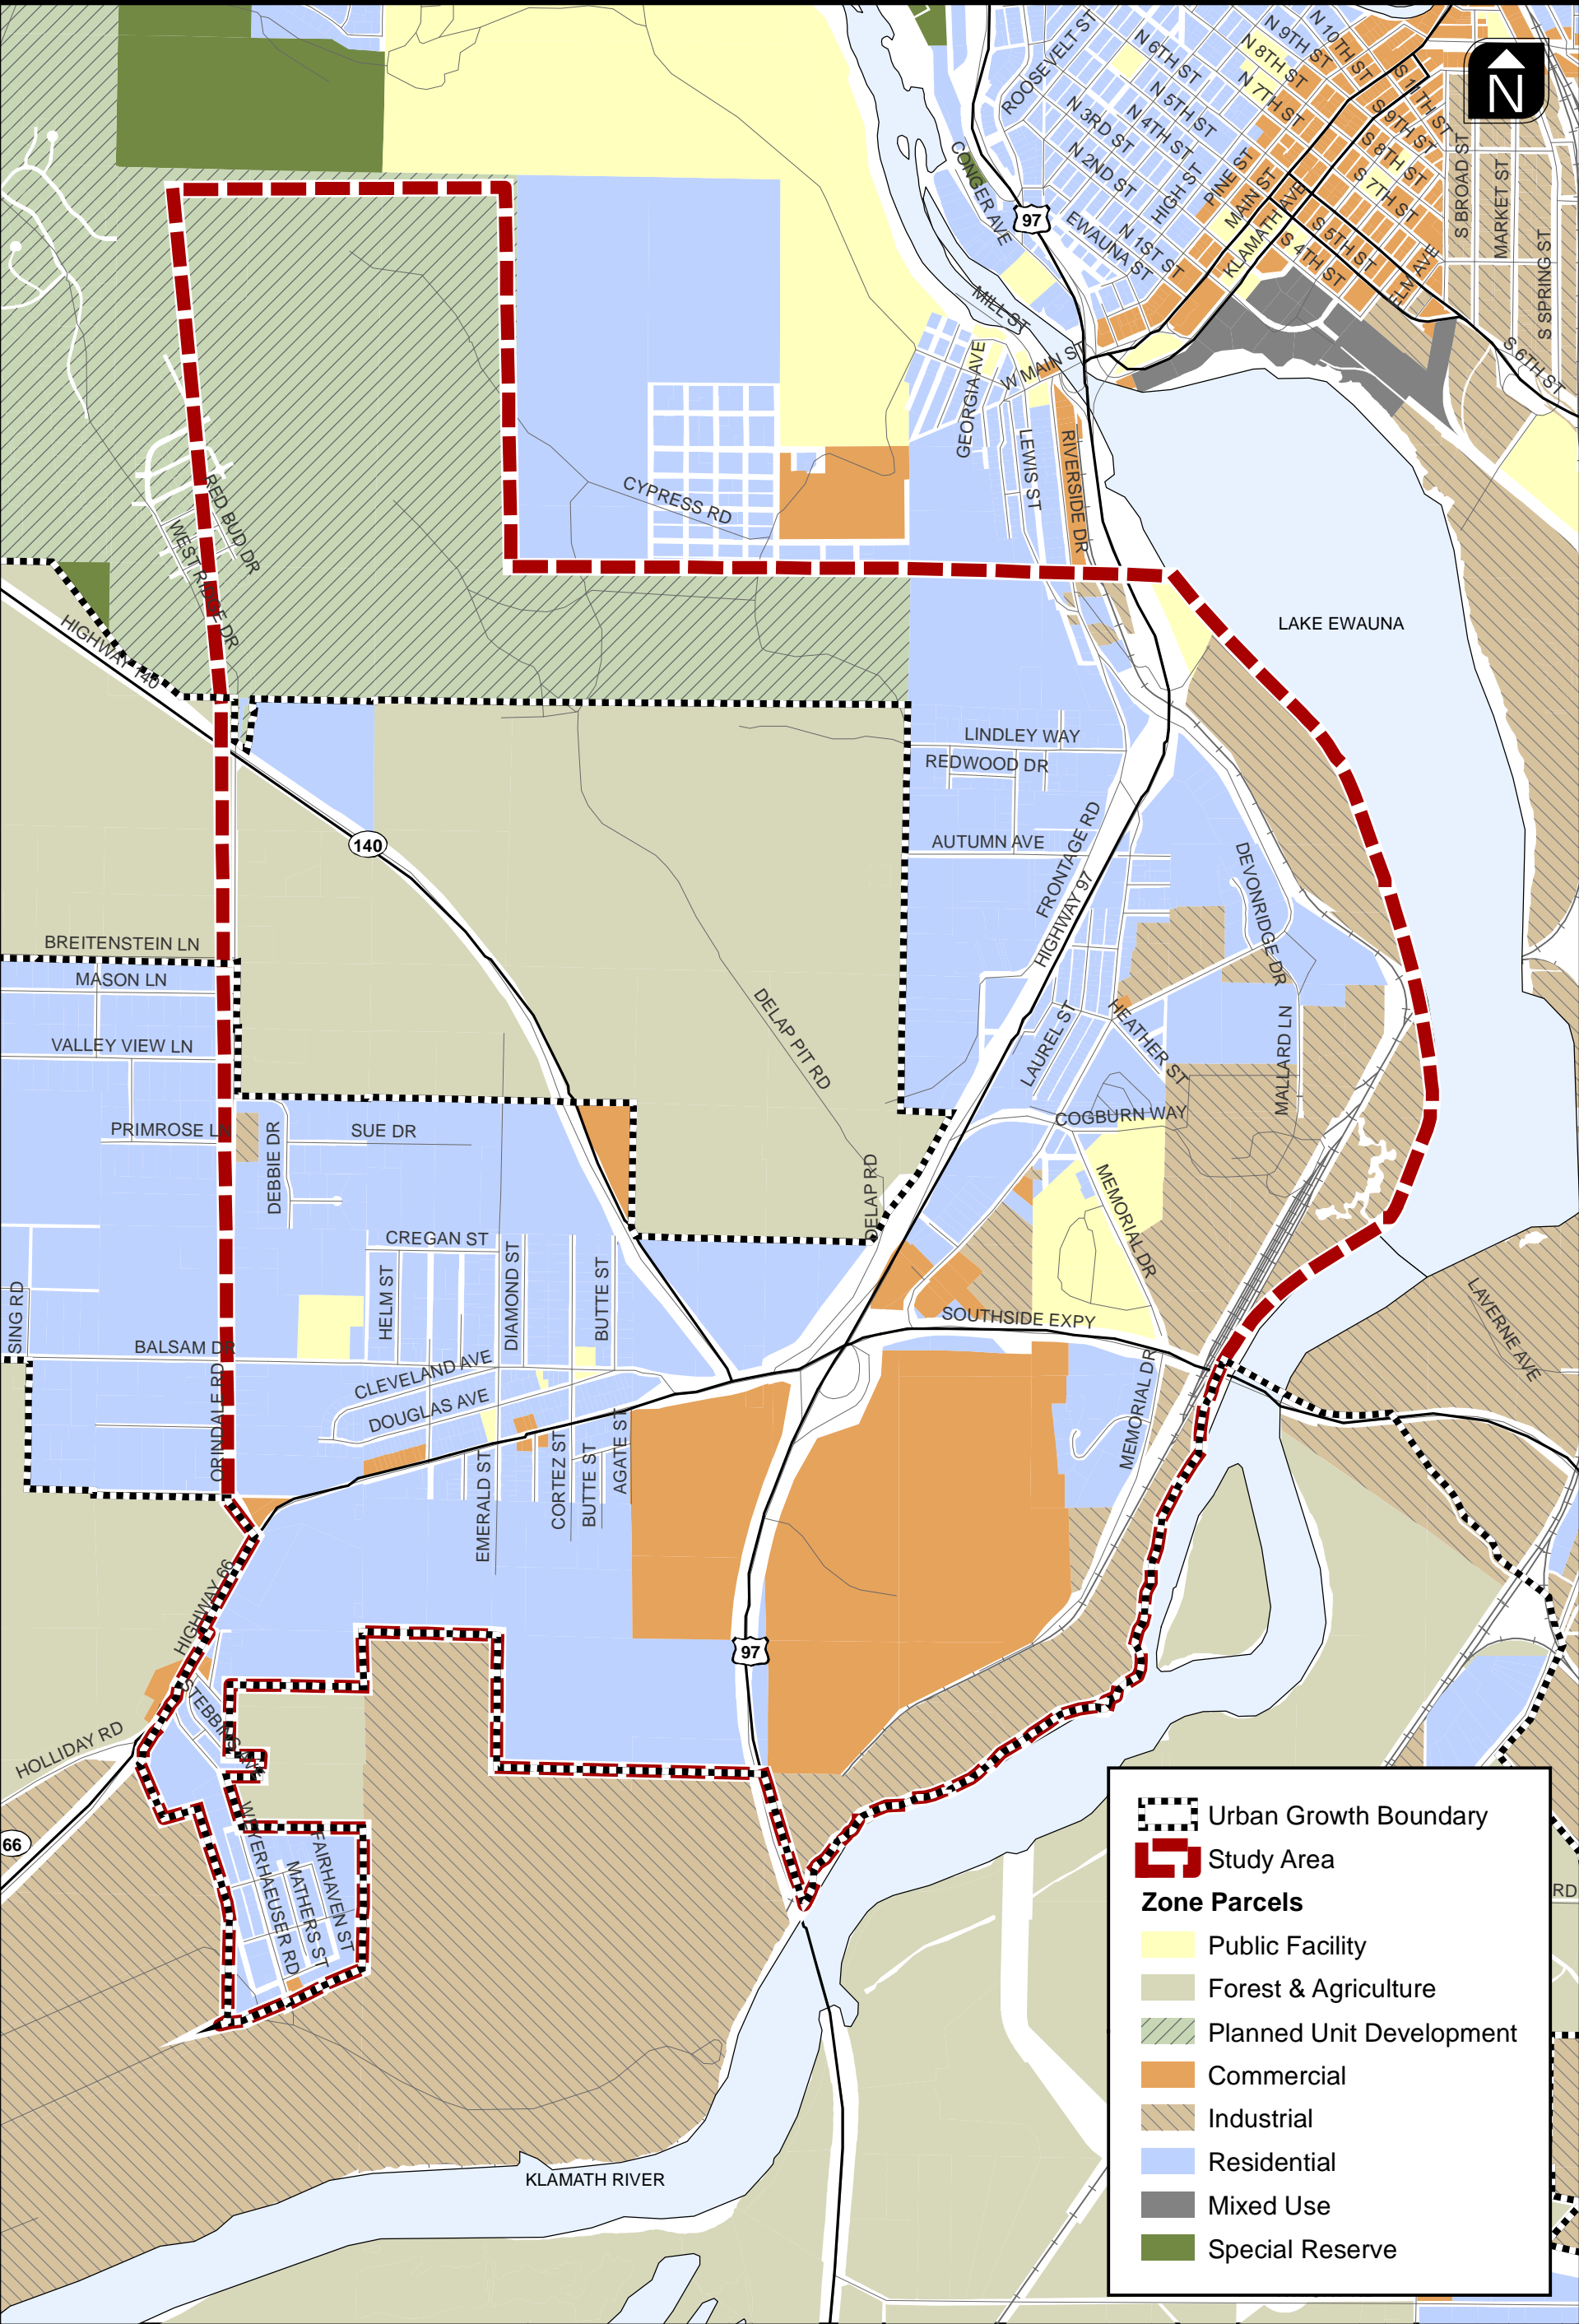 N
ROOSEVELT ST
N 6TH ST
N 9TH ST
N 10TH ST
N 8TH ST
N 7TH ST
N 5TH ST
N 4TH ST
N 3RD ST
N 2ND ST
N 1ST ST
EWAUNA ST
HIGH ST
PINE ST
MAIN ST
KLAMATH AVE
S 11TH ST
S 9TH ST
S 8TH ST
S 7TH ST
S 5TH ST
S 4TH ST
ELM AVE
S BROAD ST
MARKET ST
S SPRING ST
S 6TH ST
CONGER AVE
97
MILL ST
W MAIN ST
GEORGIA AVE
LEWIS ST
RIVERSIDE DR
CYPRESS RD
RED BUD DR
WEST RIDGE DR
HIGHWAY 140
LAKE EWAUNA
LINDLEY WAY
REDWOOD DR
AUTUMN AVE
FRONTAGE RD
HIGHWAY 97
DEVONRIDGE DR
140
BREITENSTEIN LN
MASON LN
VALLEY VIEW LN
PRIMROSE LN
DEBBIE DR
SUE DR
DELAP PIT RD
DELAP RD
LAUREL ST
HEATHER ST
MALLARD LN
COGBURN WAY
MEMORIAL DR
CREGAN ST
HELM ST
DIAMOND ST
BUTTE ST
SING RD
BALSAM DR
ORINDALE RD
CLEVELAND AVE
DOUGLAS AVE
SOUTHSIDE EXPY
MEMORIAL DR
LAVERNE AVE
EMERALD ST
CORTEZ ST
BUTTE ST
AGATE ST
HIGHWAY 66
97
HOLLIDAY RD
66
WEYERHAEUSER RD
MATHERS ST
FAIRHAVEN ST
KLAMATH RIVER
RD
Urban Growth Boundary
Study Area
Zone Parcels
Public Facility
Forest & Agriculture
Planned Unit Development
Commercial
Industrial
Residential
Mixed Use
Special Reserve